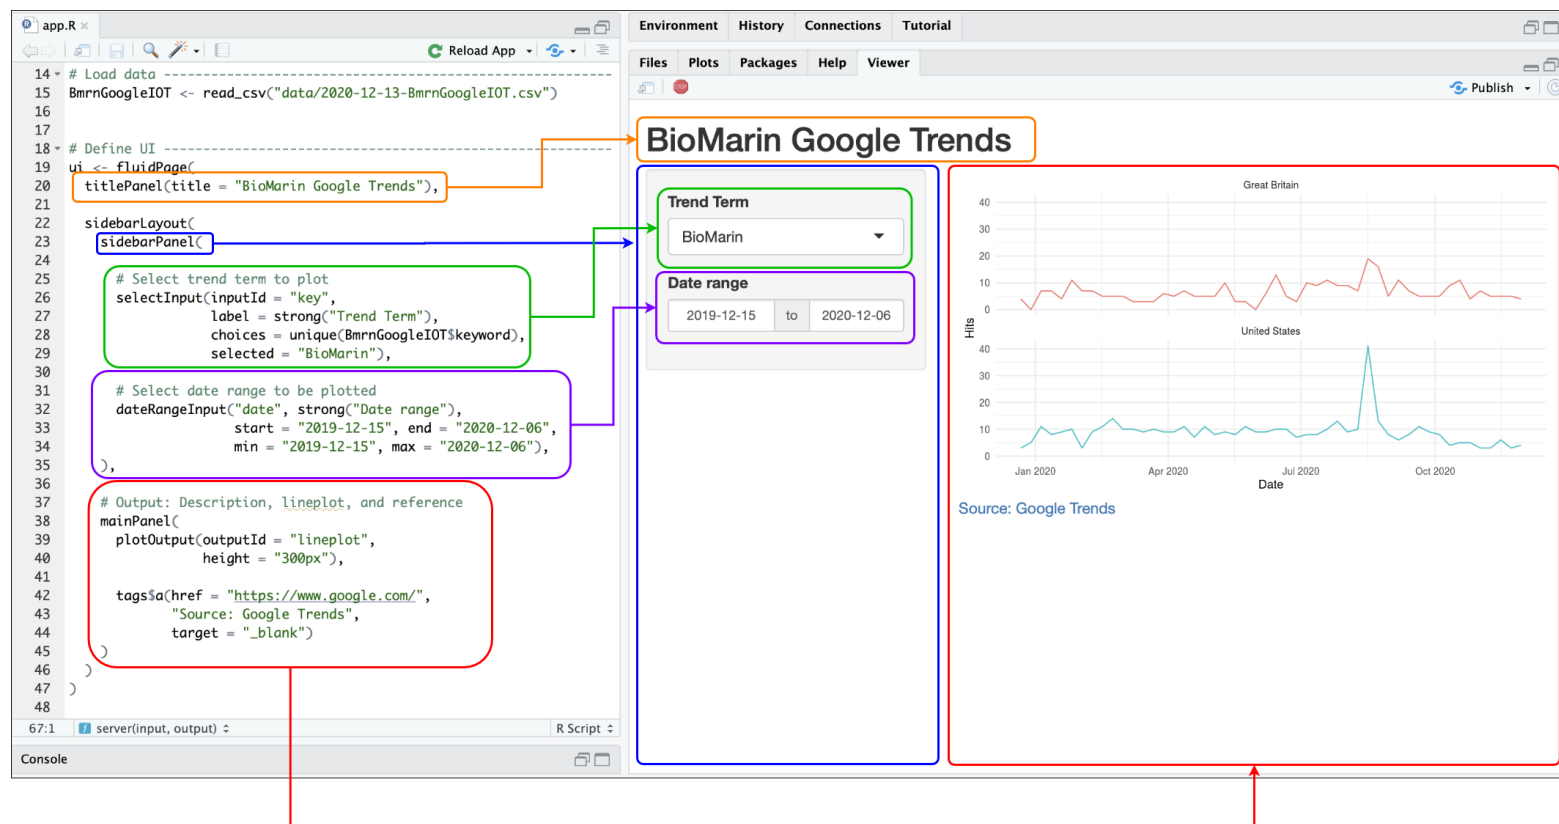 app.R
Reload App
14 # Load data ---------------------------------------------------------
15 BmrnGoogleIOT <- read_csv("data/2020-12-13-BmrnGoogleIOT.csv")
16
17
18 # Define UI ----------------------------------------------------------
19 ui <- fluidPage(
20 titlePanel(title = "BioMarin Google Trends"),
21
22 sidebarLayout(
23 sidebarPanel(
24
25 # Select trend term to plot
26 selectInput(inputId = "key",
27 label = strong("Trend Term"),
28 choices = unique(BmrnGoogleIOT$keyword),
29 selected = "BioMarin"),
30
31 # Select date range to be plotted
32 dateRangeInput("date", strong("Date range"),
33 start = "2019-12-15", end = "2020-12-06",
34 min = "2019-12-15", max = "2020-12-06"),
35 ),
36
37 # Output: Description, lineplot, and reference
38 mainPanel(
39 plotOutput(outputId = "lineplot",
40 height = "300px"),
41
42 tags$a(href = "https://www.google.com/",
43 "Source: Google Trends",
44 target = "_blank")
45 )
46 )
47 )
48
67:1 server(input, output) R Script
Console
Environment History Connections Tutorial
Files Plots Packages Help Viewer
STOP
Publish
BioMarin Google Trends
Trend Term
BioMarin
Date range
2019-12-15 to 2020-12-06
Great Britain
40
30
20
10
0
Hits
United States
40
30
20
10
0
Jan 2020 Apr 2020 Jul 2020 Oct 2020
Date
Source: Google Trends